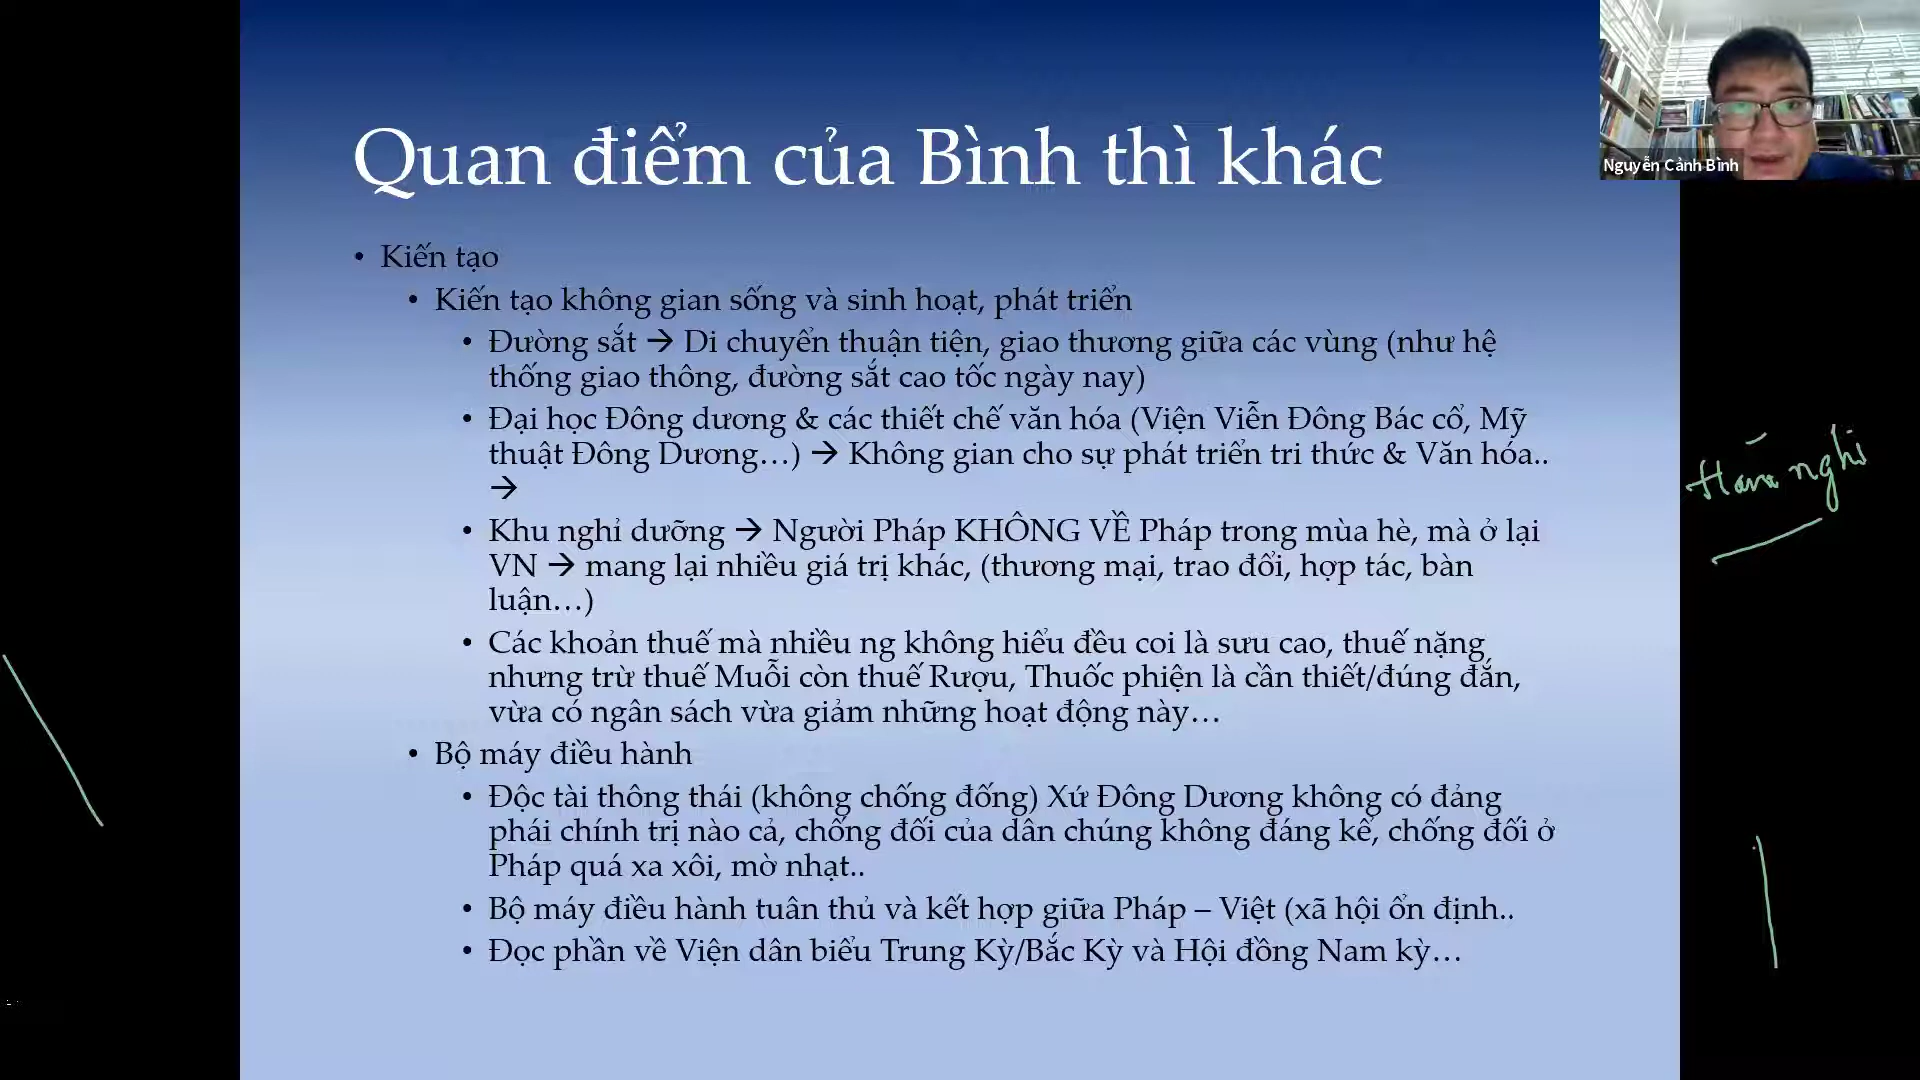 Quan điểm của Bình thì khác
Nguyễn Cảnh Bình
• Kiến tạo
• Kiến tạo không gian sống và sinh hoạt, phát triển
• Đường sắt → Di chuyển thuận tiện, giao thương giữa các vùng (như hệ
thống giao thông, đường sắt cao tốc ngày nay)
• Đại học Đông dương & các thiết chế văn hóa (Viện Viễn Đông Bác cổ, Mỹ
thuật Đông Dương…) → Không gian cho sự phát triển tri thức & Văn hóa..
→
• Khu nghỉ dưỡng → Người Pháp KHÔNG VỀ Pháp trong mùa hè, mà ở lại
VN → mang lại nhiều giá trị khác, (thương mại, trao đổi, hợp tác, bàn
luận…)
• Các khoản thuế mà nhiều ng không hiểu đều coi là sưu cao, thuế nặng
nhưng trừ thuế Muỗi còn thuế Rượu, Thuốc phiện là cần thiết/đúng đắn,
vừa có ngân sách vừa giảm những hoạt động này…
• Bộ máy điều hành
• Độc tài thông thái (không chống đống) Xứ Đông Dương không có đảng
phái chính trị nào cả, chống đối của dân chúng không đáng kể, chống đối ở
Pháp quá xa xôi, mờ nhạt..
• Bộ máy điều hành tuân thủ và kết hợp giữa Pháp – Việt (xã hội ổn định..
• Đọc phần về Viện dân biểu Trung Kỳ/Bắc Kỳ và Hội đồng Nam kỳ…